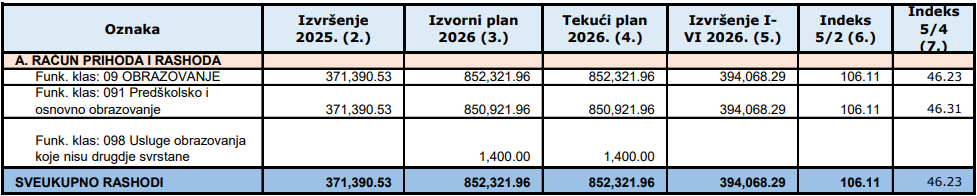 Oznaka Izvršenje 2025. (2.) Izvorni plan 2026 (3.) Tekući plan 2026. (4.) Izvršenje I-VI 2026. (5.) Indeks 5/2 (6.) Indeks 5/4 (7.)
A. RAČUN PRIHODA I RASHODA
Funk. klas: 09 OBRAZOVANJE 371,390.53 852,321.96 852,321.96 394,068.29 106.11 46.23
Funk. klas: 091 Predškolsko i
osnovno obrazovanje 371,390.53 850,921.96 850,921.96 394,068.29 106.11 46.31
Funk. klas: 098 Usluge obrazovanja
koje nisu drugdje svrstane 1,400.00 1,400.00
SVEUKUPNO RASHODI 371,390.53 852,321.96 852,321.96 394,068.29 106.11 46.23